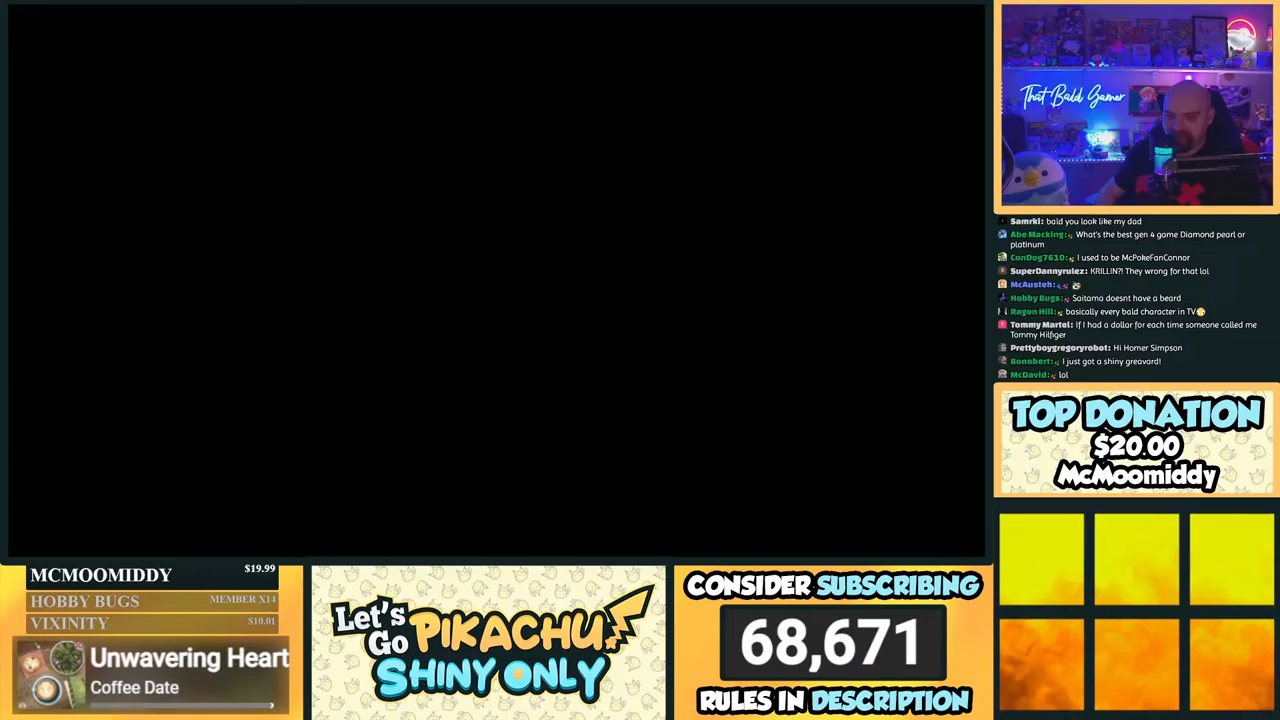 That Bald Gamer
Samrkl: bald you look like my dad
Abe Macking: What's the best gen 4 game Diamond pearl or
platinum
ConDog7610: I used to be McPokeFanConnor
SuperDannyrulez: KRILLIN?! They wrong for that lol
McAusteh:
Hobby Bugs: Saitama doesnt have a beard
Ragon Hill: basically every bald character in TV
Tommy Martel: If I had a dollar for each time someone called me
Tommy Hilfiger
Prettyboygregoryrobot: Hi Homer Simpson
Bonobert: I just got a shiny greavard!
McDavid: lol
TOP DONATION
$20.00
McMoomiddy
MCMOOMIDDY $19.99
HOBBY BUGS MEMBER X14
VIXINITY $10.01
Unwavering Heart
Coffee Date
Let's
Go PIKACHU
SHINY ONLY
CONSIDER SUBSCRIBING
68,671
RULES IN DESCRIPTION